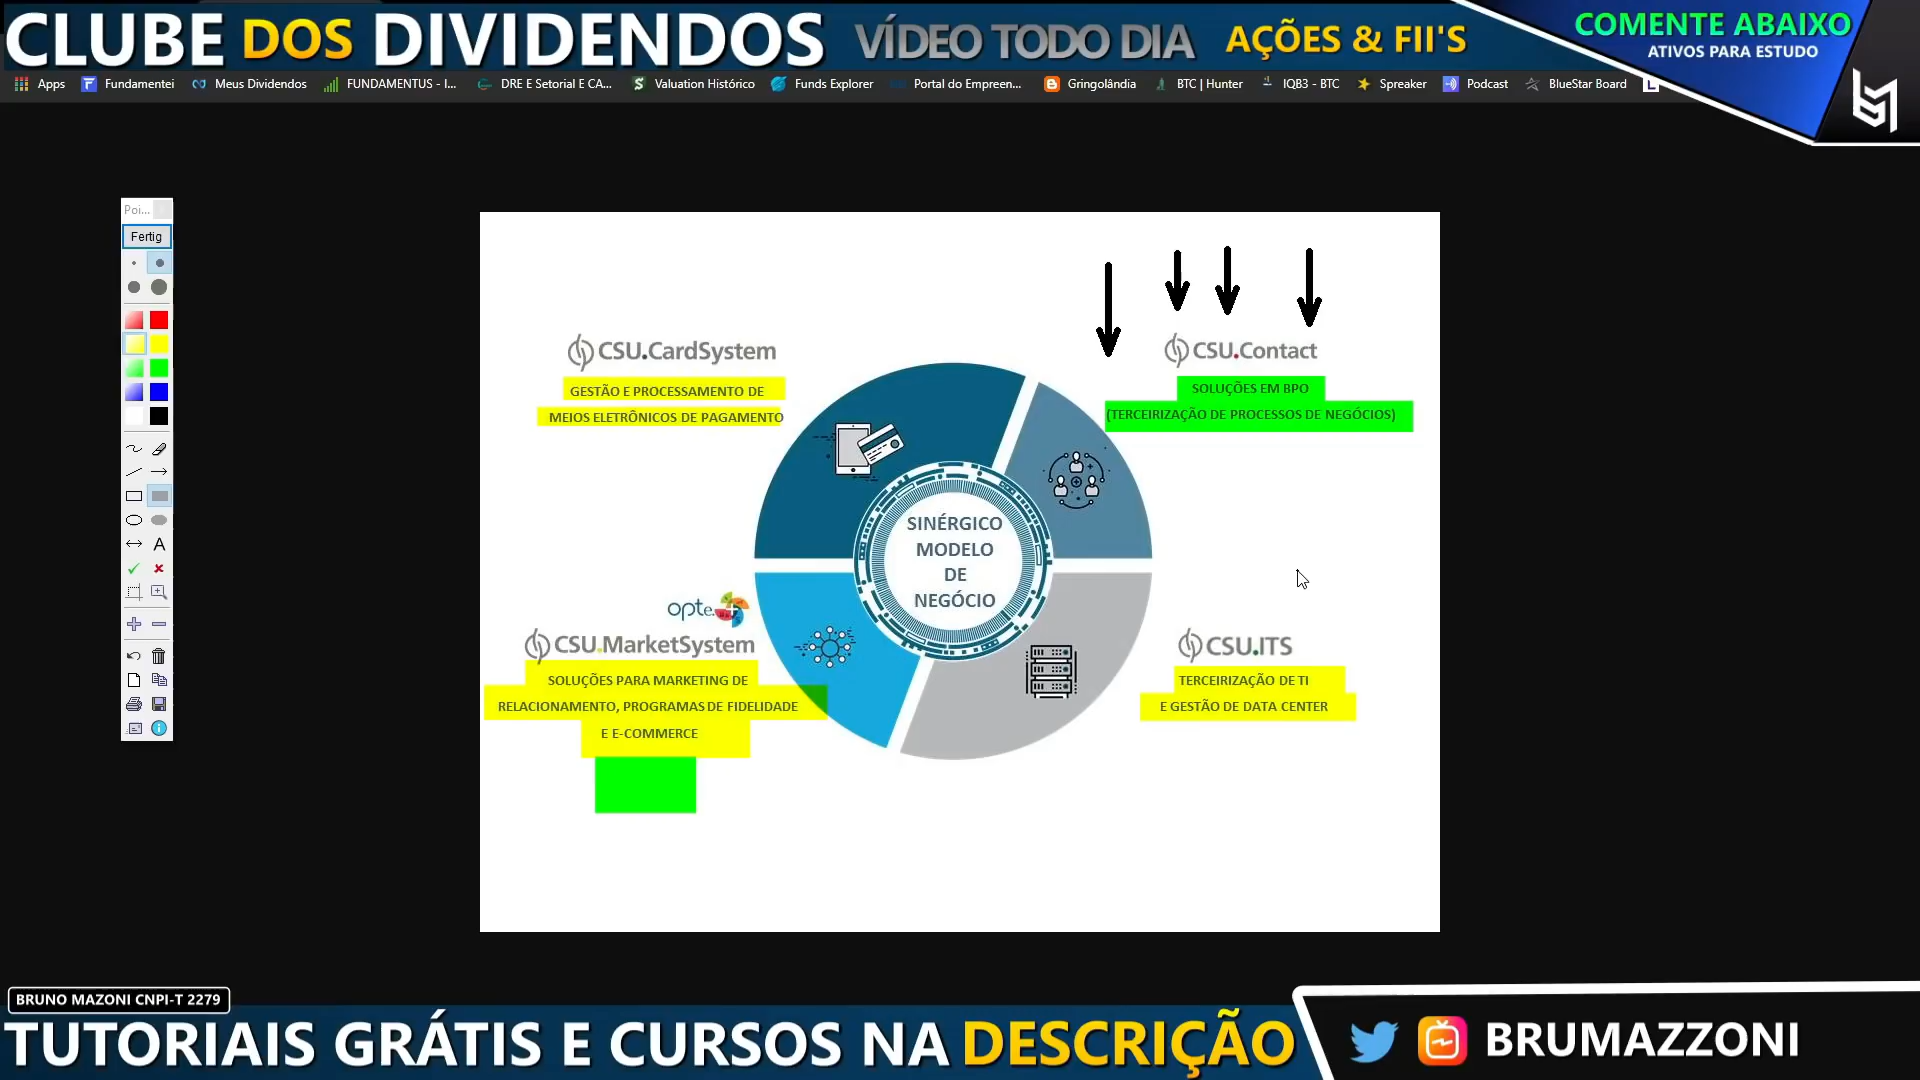 CLUBE DOS DIVIDENDOS VÍDEO TODO DIA AÇÕES & FII'S
COMENTE ABAIXO
ATIVOS PARA ESTUDO
Apps Fundamentei Meus Dividendos FUNDAMENTUS - I... DRE E Setorial E CA... Valuation Histórico Funds Explorer Portal do Empreen... Gringolândia BTC | Hunter IQB3 - BTC Spreaker Podcast BlueStar Board
Poi...
Fertig
A
CSU.CardSystem
GESTÃO E PROCESSAMENTO DE
MEIOS ELETRÔNICOS DE PAGAMENTO
CSU.Contact
SOLUÇÕES EM BPO
(TERCEIRIZAÇÃO DE PROCESSOS DE NEGÓCIOS)
SINÉRGICO
MODELO
DE
NEGÓCIO
opte
CSU.MarketSystem
SOLUÇÕES PARA MARKETING DE
RELACIONAMENTO, PROGRAMAS DE FIDELIDADE
E E-COMMERCE
CSU.ITS
TERCEIRIZAÇÃO DE TI
E GESTÃO DE DATA CENTER
BRUNO MAZONI CNPI-T 2279
TUTORIAIS GRÁTIS E CURSOS NA DESCRIÇÃO
BRUMAZZONI